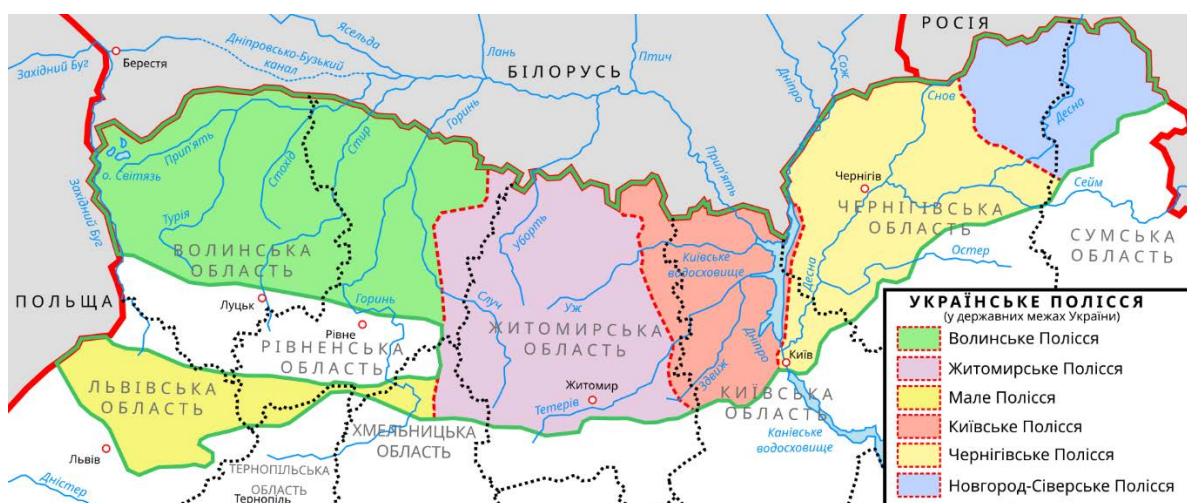 РОСІЯ
Ясельда
Дніпровсько-Бузький
канал
Лань
Птич
Сож
Дніпро
Західний Буг
Берестя
БІЛОРУСЬ
Горинь
Снов
Десна
Прип'ять
Стир
Прип'ять
Стохід
о. Світязь
Чернігів
Сейм
Західний Буг
Турія
Уборть
ЧЕРНІГІВСЬКА
ОБЛАСТЬ
СУМСЬКА
ОБЛАСТЬ
ВОЛИНСЬКА
ОБЛАСТЬ
Київське
водосховище
Десна
Остер
ПОЛЬЩА
Луцьк
Горинь
Случ
Уж
Рівне
ЖИТОМИРСЬКА
ОБЛАСТЬ
РІВНЕНСЬКА
ОБЛАСТЬ
Дніпро
Київ
ЛЬВІВСЬКА
ОБЛАСТЬ
Житомир
Здвиж
КИЇВСЬКА
ОБЛАСТЬ
Тетерів
ХМЕЛЬНИЦЬКА
ОБЛАСТЬ
Канівське
водосховище
Львів
ТЕРНОПІЛЬСЬКА
ОБЛАСТЬ
Тернопіль
Дністер
УКРАЇНСЬКЕ ПОЛІССЯ
(у державних межах України)
Волинське Полісся
Житомирське Полісся
Мале Полісся
Київське Полісся
Чернігівське Полісся
Новгород-Сіверське Полісся